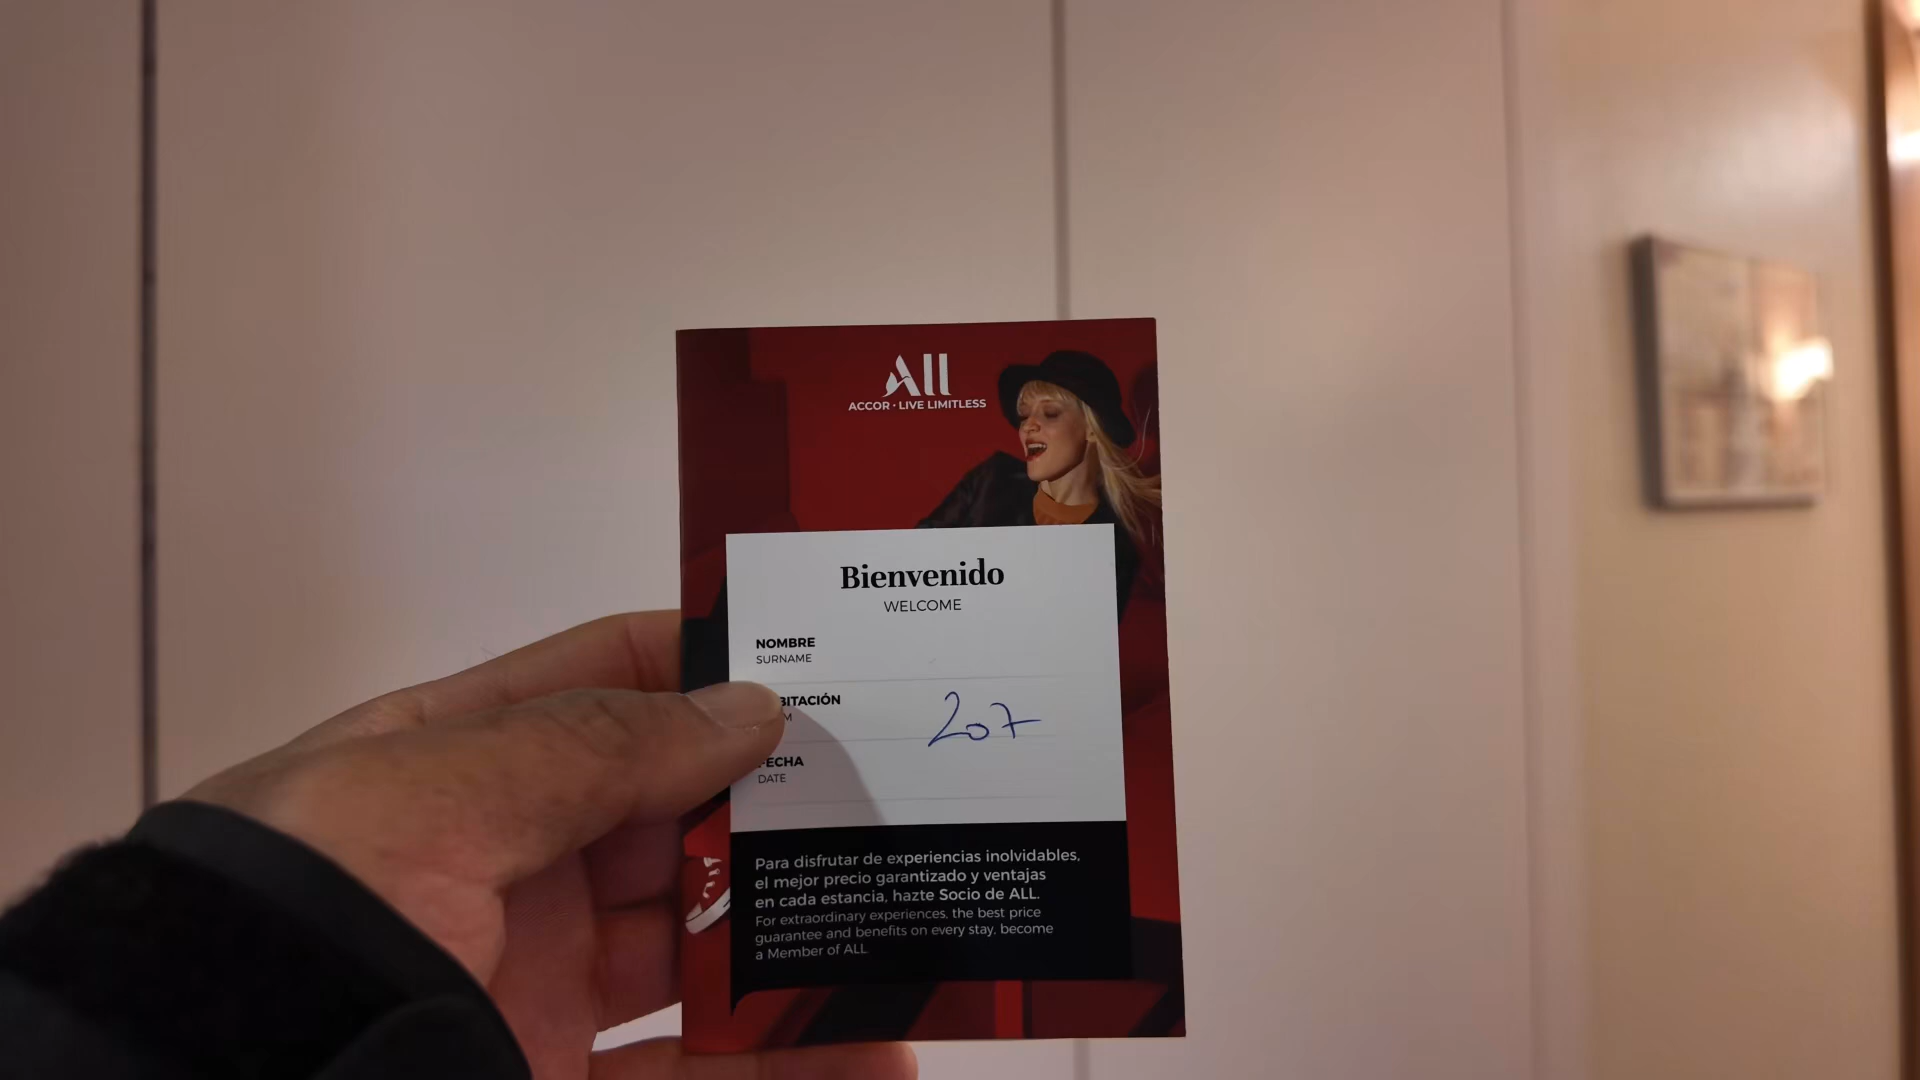 All
ACCOR · LIVE LIMITLESS
Bienvenido
WELCOME
NOMBRE
SURNAME
207
DATE
Para disfrutar de experiencias inolvidables,
el mejor precio garantizado y ventajas
en cada estancia, hazte Socio de ALL.
For extraordinary experiences, the best price
guarantee and benefits on every stay, become
a Member of ALL